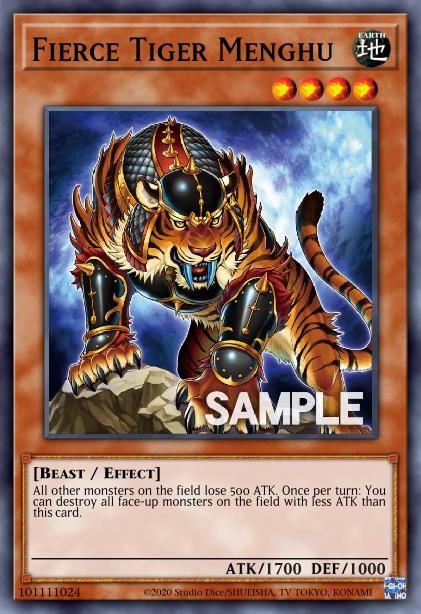 Fierce Tiger Menghu
EARTH
地
SAMPLE
[Beast / Effect]
All other monsters on the field lose 500 ATK. Once per turn: You
can destroy all face-up monsters on the field with less ATK than
this card.
ATK/1700 DEF/1000
101111024
©2020 Studio Dice/SHUEISHA, TV TOKYO, KONAMI